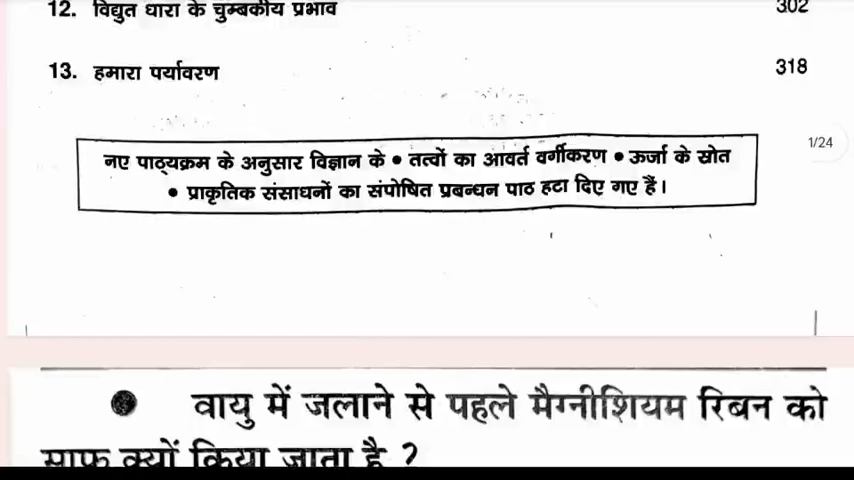 12. विद्युत धारा के चुम्बकीय प्रभाव 302
13. हमारा पर्यावरण 318
1/24
नए पाठ्यक्रम के अनुसार विज्ञान के • तत्वों का आवर्त वर्गीकरण • ऊर्जा के स्रोत
• प्राकृतिक संसाधनों का संपोषित प्रबन्धन पाठ हटा दिए गए हैं।
● वायु में जलाने से पहले मैग्नीशियम रिबन को
साफ क्यों किया जाता है ?